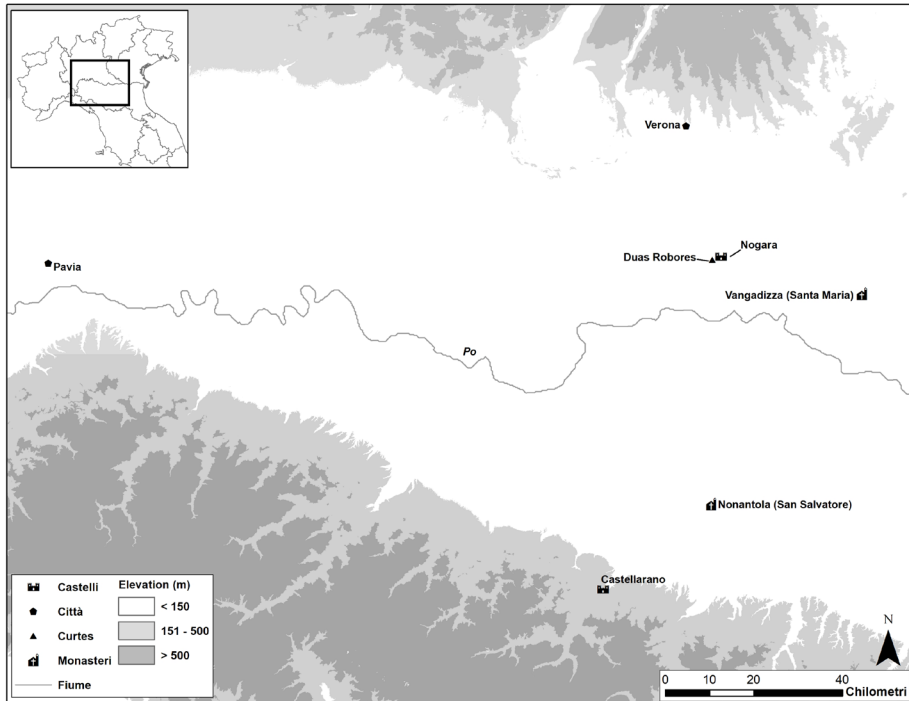 Verona
Nogara
Duas Robores
Pavia
Vangadizza (Santa Maria)
Po
Nonantola (San Salvatore)
Castellarano
Castelli
Città
Curtes
Monasteri
Fiume
Elevation (m)
< 150
151 - 500
> 500
N
0 10 20 40
Chilometri